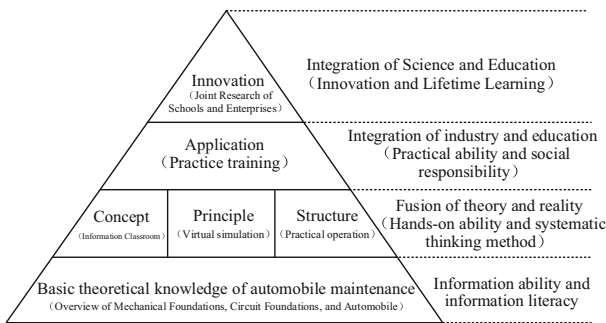 Innovation
(Joint Research of
Schools and Enterprises)
Integration of Science and Education
(Innovation and Lifetime Learning)
Application
(Practice training)
Integration of industry and education
(Practical ability and social
responsibility)
Concept
(Information Classroom)
Principle
(Virtual simulation)
Structure
(Practical operation)
Fusion of theory and reality
(Hands-on ability and systematic
thinking method)
Basic theoretical knowledge of automobile maintenance
(Overview of Mechanical Foundations, Circuit Foundations, and Automobile)
Information ability and
information literacy